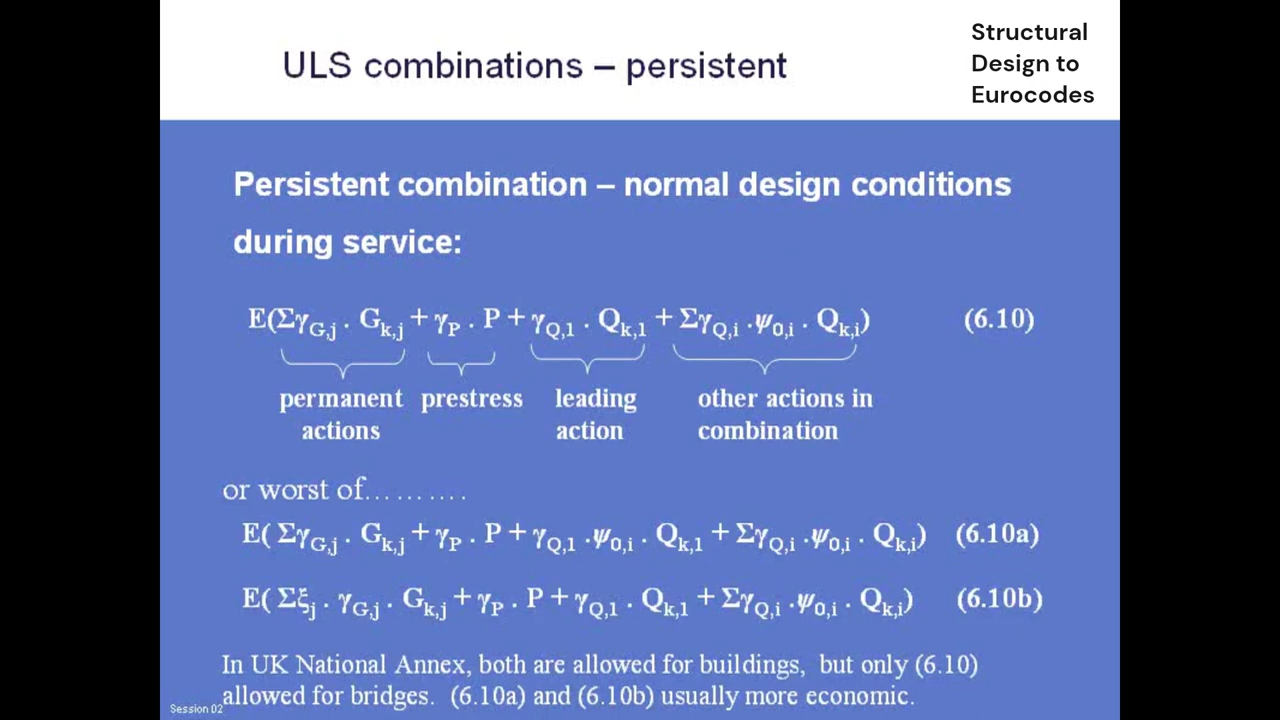 ULS combinations – persistent
Structural
Design to
Eurocodes
Persistent combination – normal design conditions
during service:
E(Σγ_G,j . G_k,j + γ_P . P + γ_Q,1 . Q_k,1 + Σγ_Q,i .ψ_0,i . Q_k,i) (6.10)
permanent prestress leading other actions in
actions action combination
or worst of……….
E( Σγ_G,j . G_k,j + γ_P . P + γ_Q,1 .ψ_0,i . Q_k,1 + Σγ_Q,i .ψ_0,i . Q_k,i) (6.10a)
E( Σξ_j . γ_G,j . G_k,j + γ_P . P + γ_Q,1 . Q_k,1 + Σγ_Q,i .ψ_0,i . Q_k,i) (6.10b)
In UK National Annex, both are allowed for buildings, but only (6.10)
allowed for bridges. (6.10a) and (6.10b) usually more economic.
Session 02